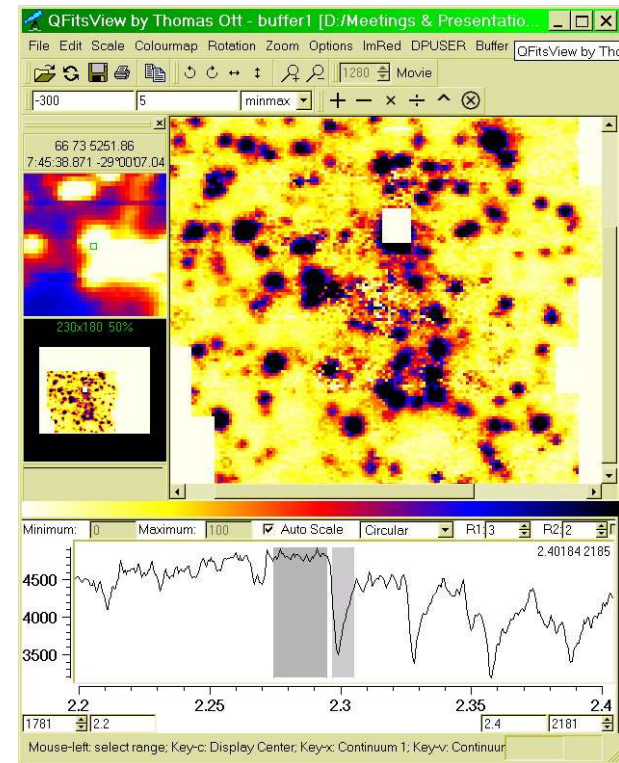 QFitsView by Thomas Ott - buffer1 [D:/Meetings & Presentatio...
File Edit Scale Colourmap Rotation Zoom Options ImRed DPUSER Buffer
QFitsView by Tho
1280 Movie
-300 5 minmax
66 73 5251.86
7:45:38.871 -29°00'07.04
230x180 50%
Minimum: 0 Maximum: 100 Auto Scale Circular R1: 3 R2: 2
2.40184 2185
4500
4000
3500
2.2 2.25 2.3 2.35 2.4
1781 2.2 2.4 2181
Mouse-left: select range; Key-c: Display Center; Key-x: Continuum 1; Key-v: Continuur